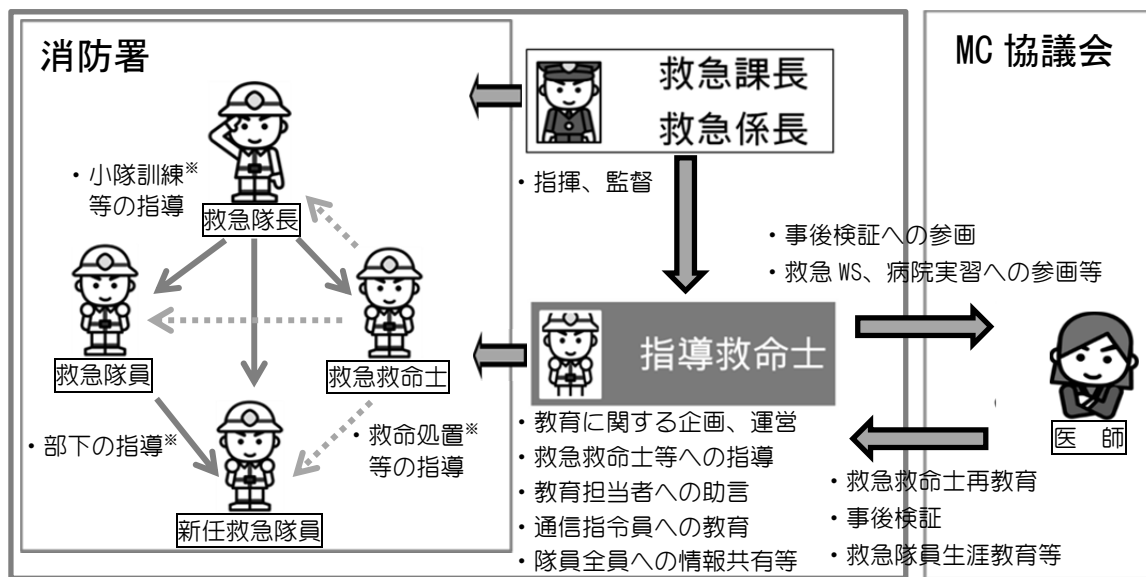 消防署
・小隊訓練※
等の指導
救急隊長
救急隊員
救急救命士
・部下の指導※
・救命処置※
等の指導
新任救急隊員
救急課長
救急係長
・指揮、監督
指導救命士
・教育に関する企画、運営
・救急救命士等への指導
・教育担当者への助言
・通信指令員への教育
・隊員全員への情報共有等
MC 協議会
・事後検証への参画
・救急 WS、病院実習への参画等
医 師
・救急救命士再教育
・事後検証
・救急隊員生涯教育等